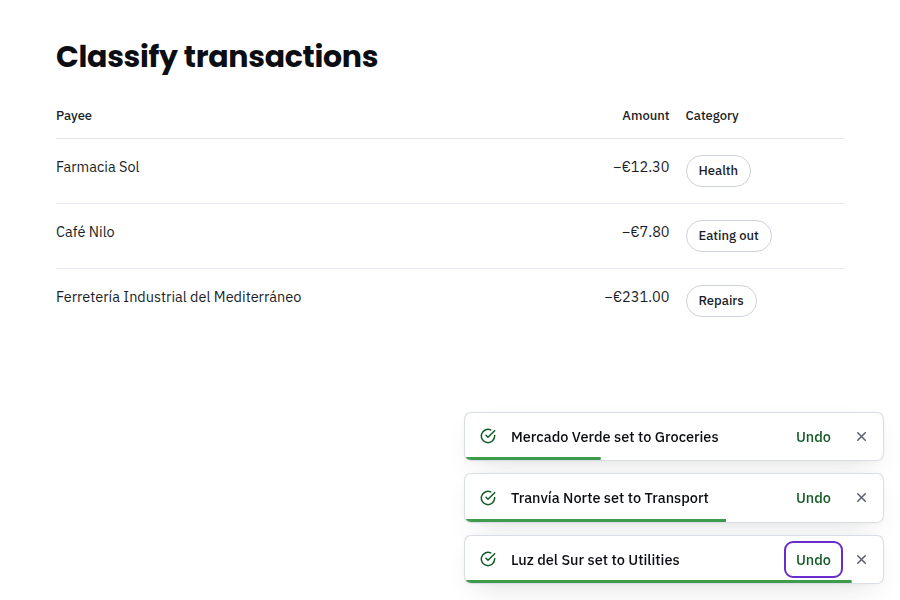 Classify transactions
Payee Amount Category
Farmacia Sol −€12.30 Health
Café Nilo −€7.80 Eating out
Ferretería Industrial del Mediterráneo −€231.00 Repairs
Mercado Verde set to Groceries Undo
Tranvía Norte set to Transport Undo
Luz del Sur set to Utilities Undo